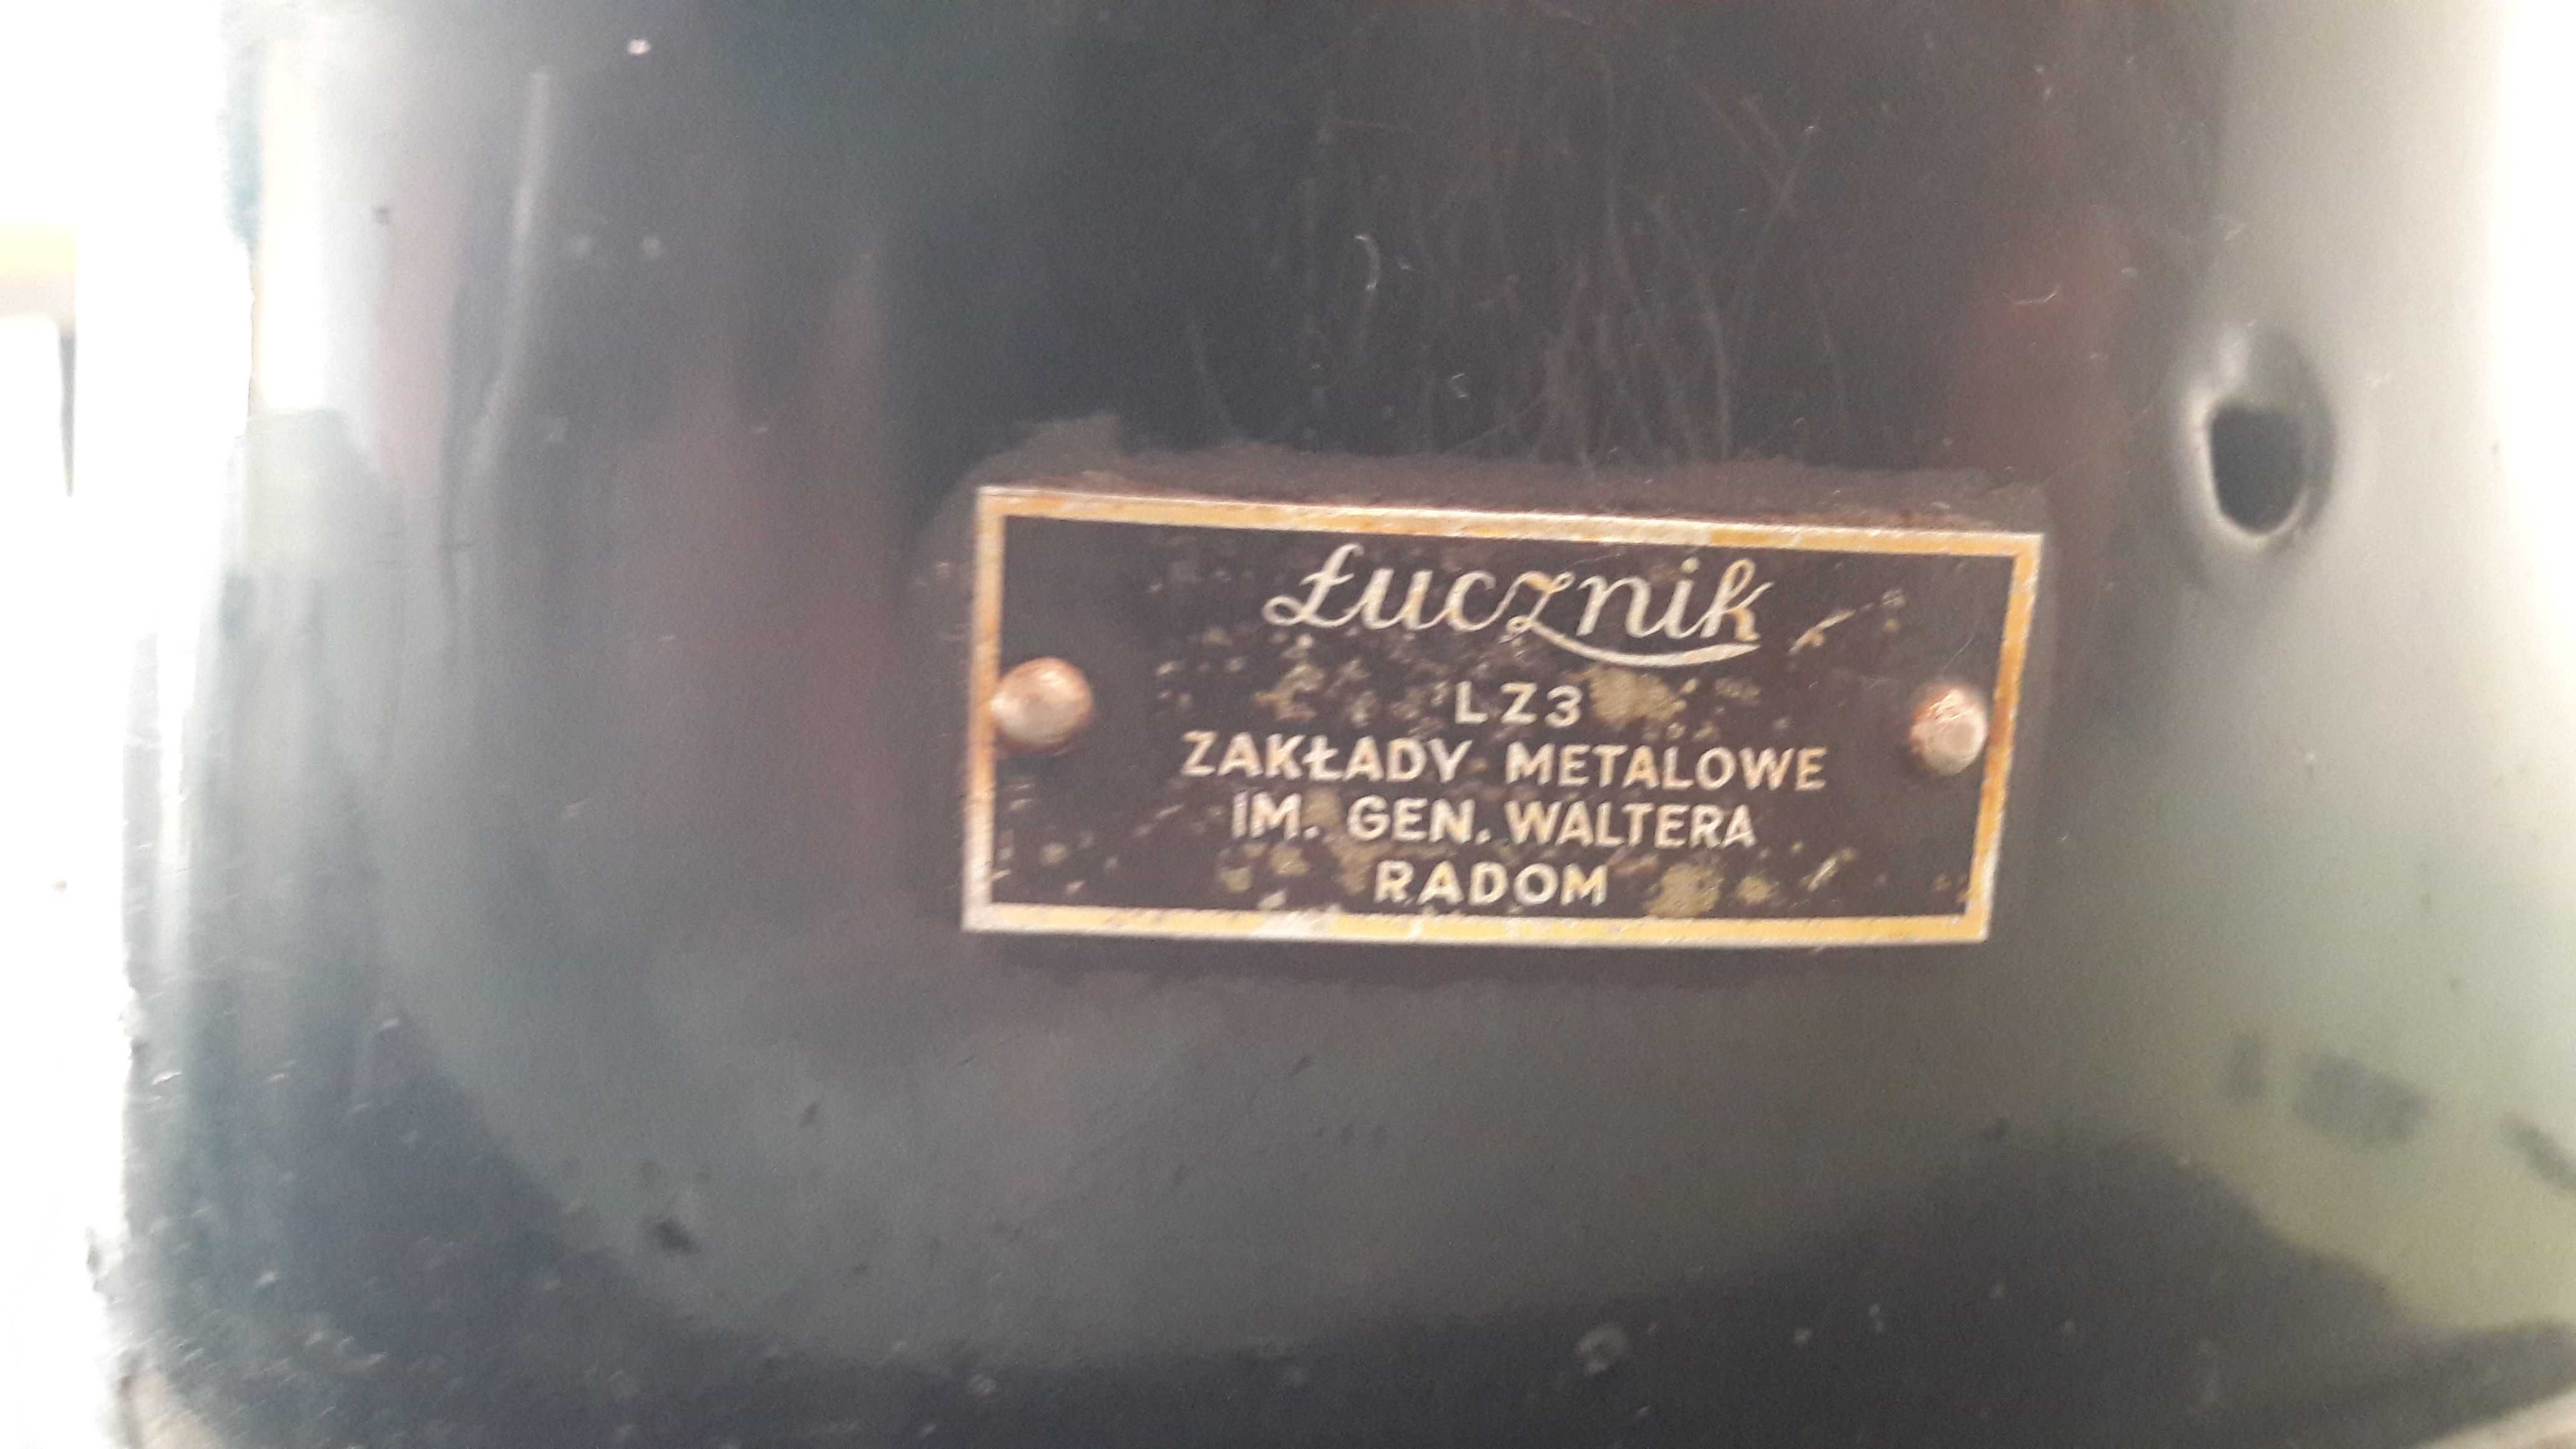 Łucznik
LZ3
ZAKŁADY METALOWE
IM. GEN. WALTERA
RADOM